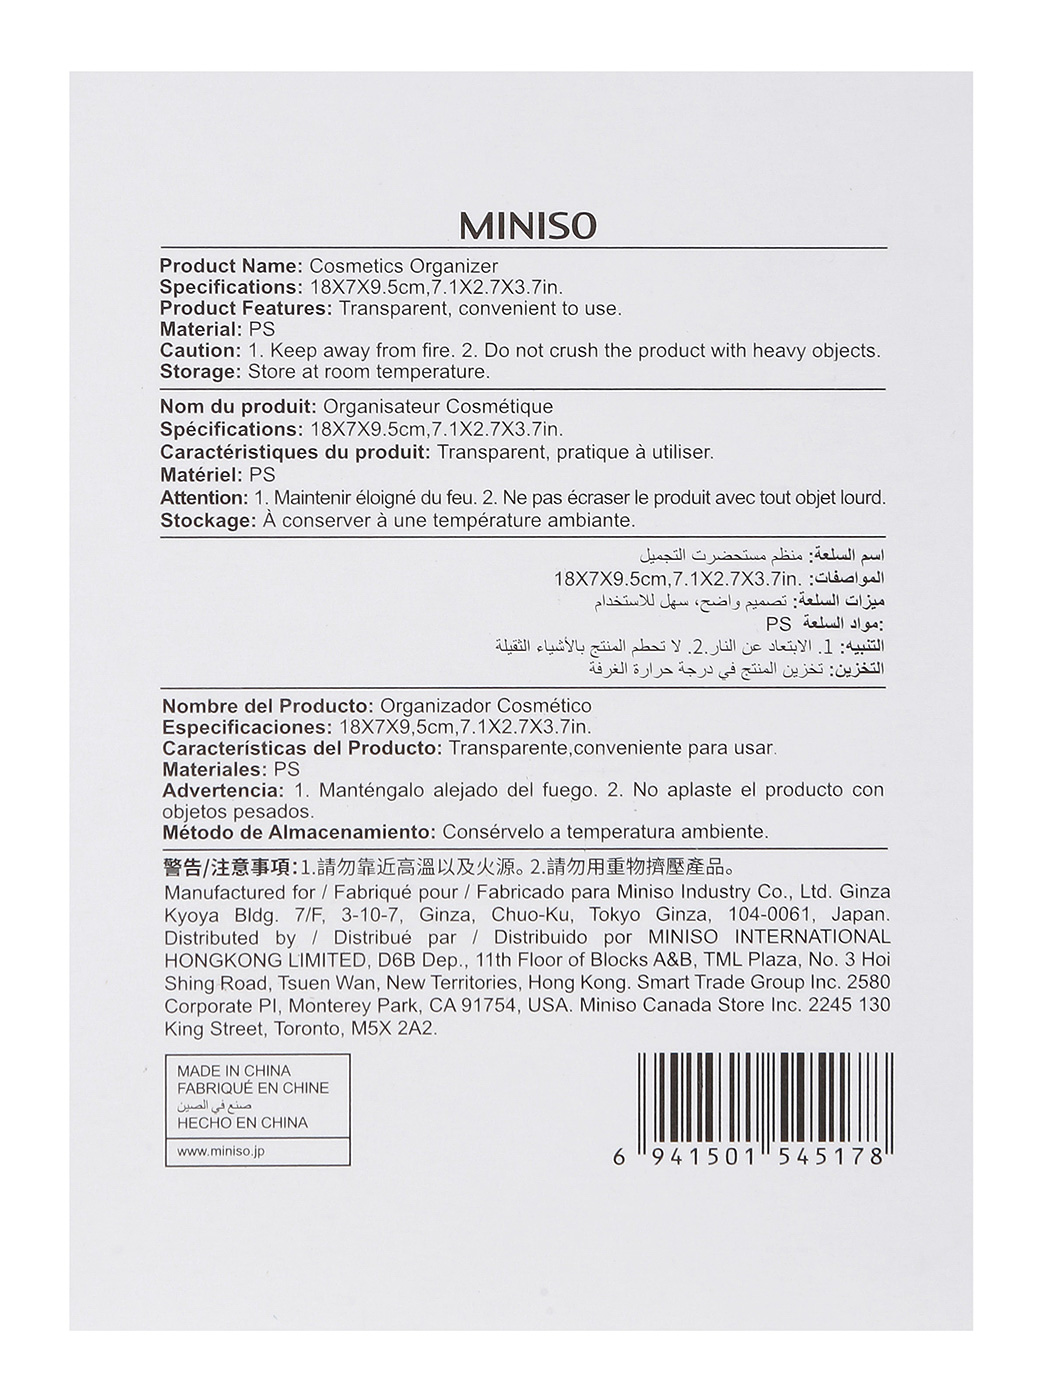 MINISO
Product Name: Cosmetics Organizer
Specifications: 18X7X9.5cm,7.1X2.7X3.7in.
Product Features: Transparent, convenient to use.
Material: PS
Caution: 1. Keep away from fire. 2. Do not crush the product with heavy objects.
Storage: Store at room temperature.
Nom du produit: Organisateur Cosmétique
Spécifications: 18X7X9.5cm,7.1X2.7X3.7in.
Caractéristiques du produit: Transparent, pratique à utiliser.
Matériel: PS
Attention: 1. Maintenir éloigné du feu. 2. Ne pas écraser le produit avec tout objet lourd.
Stockage: À conserver à une température ambiante.
اسم السلعة: منظم مستحضرت التجميل
المواصفات: 18X7X9.5cm,7.1X2.7X3.7in.
ميزات السلعة: تصميم واضح، سهل للاستخدام
:مواد السلعة PS
التنبيه: 1. الابتعاد عن النار.2. لا تحطم المنتج بالأشياء الثقيلة
التخزين: تخزين المنتج في درجة حرارة الغرفة
Nombre del Producto: Organizador Cosmético
Especificaciones: 18X7X9,5cm,7.1X2.7X3.7in.
Características del Producto: Transparente,conveniente para usar.
Materiales: PS
Advertencia: 1. Manténgalo alejado del fuego. 2. No aplaste el producto con
objetos pesados.
Método de Almacenamiento: Consérvelo a temperatura ambiente.
警告/注意事項:1.請勿靠近高溫以及火源。2.請勿用重物擠壓產品。
Manufactured for / Fabriqué pour / Fabricado para Miniso Industry Co., Ltd. Ginza
Kyoya Bldg. 7/F, 3-10-7, Ginza, Chuo-Ku, Tokyo Ginza, 104-0061, Japan.
Distributed by / Distribué par / Distribuido por MINISO INTERNATIONAL
HONGKONG LIMITED, D6B Dep., 11th Floor of Blocks A&B, TML Plaza, No. 3 Hoi
Shing Road, Tsuen Wan, New Territories, Hong Kong. Smart Trade Group Inc. 2580
Corporate Pl, Monterey Park, CA 91754, USA. Miniso Canada Store Inc. 2245 130
King Street, Toronto, M5X 2A2.
MADE IN CHINA
FABRIQUÉ EN CHINE
صنع في الصين
HECHO EN CHINA
www.miniso.jp
6 941501 545178